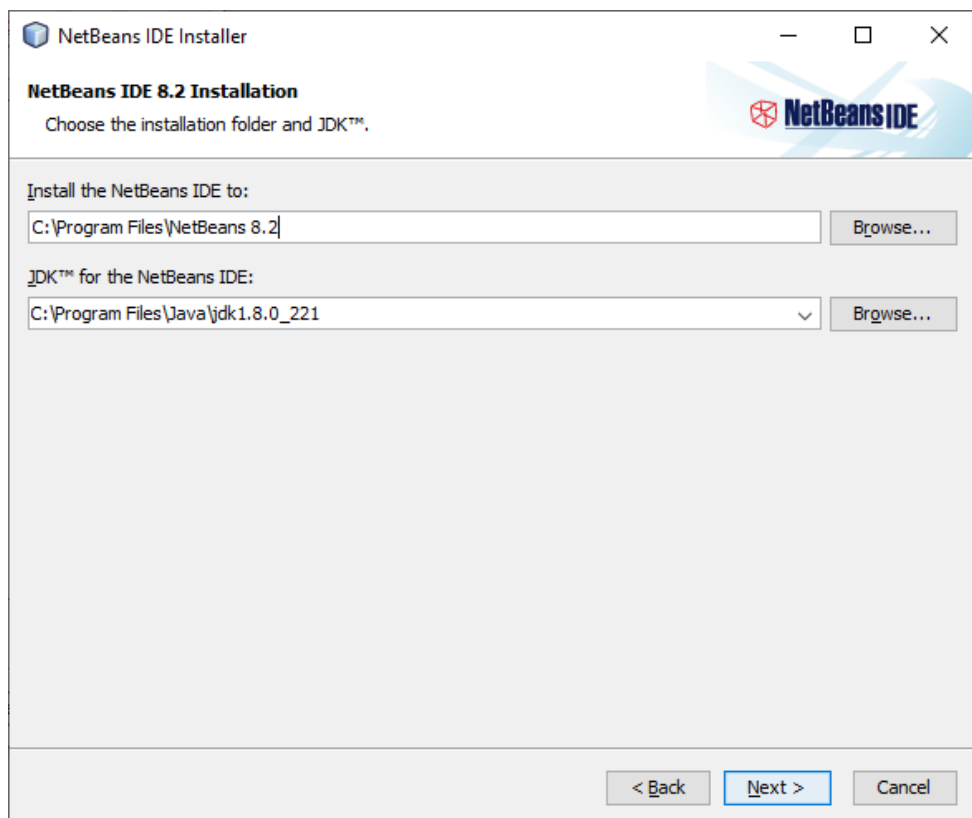 NetBeans IDE Installer
NetBeans IDE 8.2 Installation
Choose the installation folder and JDK™.
NetBeans IDE
Install the NetBeans IDE to:
C:\Program Files\NetBeans 8.2
Browse...
JDK™ for the NetBeans IDE:
C:\Program Files\Java\jdk1.8.0_221
Browse...
< Back
Next >
Cancel